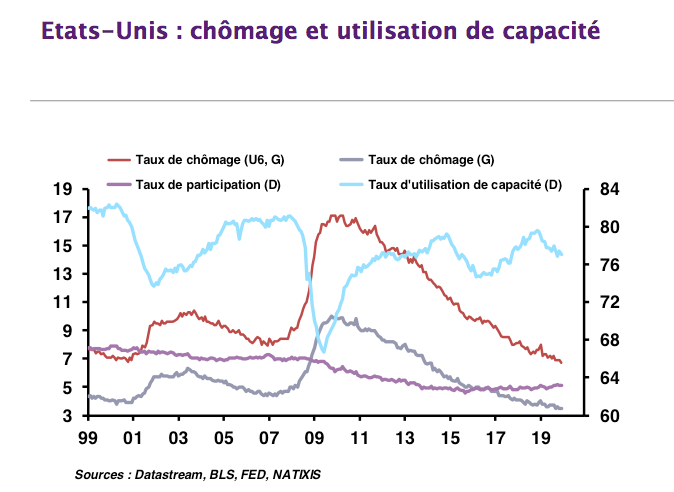 Etats-Unis : chômage et utilisation de capacité
Taux de chômage (U6, G) Taux de chômage (G)
Taux de participation (D) Taux d'utilisation de capacité (D)
19 84
17 80
15
13 76
11 72
9 68
7
5 64
3 60
99 01 03 05 07 09 11 13 15 17 19
Sources : Datastream, BLS, FED, NATIXIS